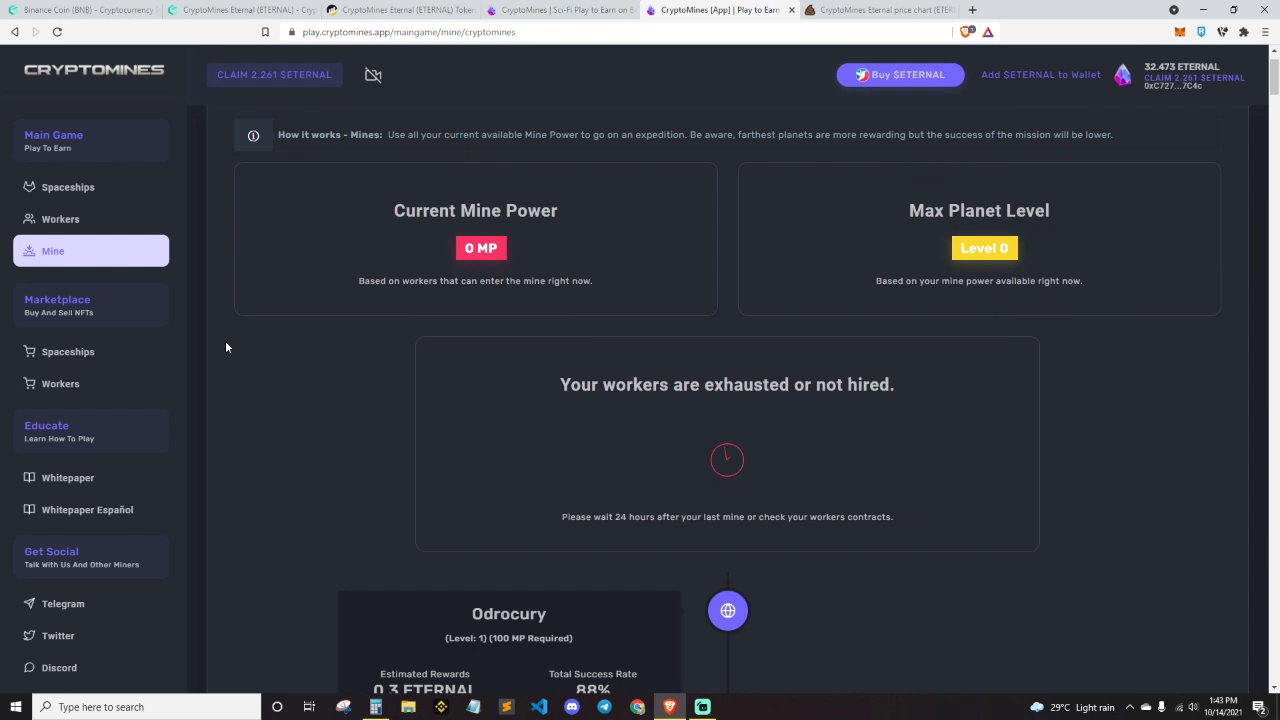 Binance Coin (BNB) - Cryptocurrency P
CryptoMines Eternal (ETERNAL) - Cryp
CryptoMines Eternal (ETERNAL) Token
CryptoMines | Sci-Fi Play to Earn on B
CryptoMines [App] | Play to Earn
CryptoMines Eternal price chart (ETER
play.cryptomines.app/maingame/mine/cryptomines
CRYPTOMINES
CLAIM 2.261 $ETERNAL
Buy $ETERNAL
Add $ETERNAL to Wallet
32.473 ETERNAL
CLAIM 2.261 $ETERNAL
0xC727...7C4c
Main Game
Play To Earn
Spaceships
Workers
Mine
Marketplace
Buy And Sell NFTs
Spaceships
Workers
Educate
Learn How To Play
Whitepaper
Whitepaper Español
Get Social
Talk With Us And Other Miners
Telegram
Twitter
Discord
How it works - Mines: Use all your current available Mine Power to go on an expedition. Be aware, farthest planets are more rewarding but the success of the mission will be lower.
Current Mine Power
0 MP
Based on workers that can enter the mine right now.
Max Planet Level
Level 0
Based on your mine power available right now.
Your workers are exhausted or not hired.
Please wait 24 hours after your last mine or check your workers contracts.
Odrocury
(Level: 1) (100 MP Required)
Estimated Rewards
0.3 ETERNAL
Total Success Rate
88%
Type here to search
29°C Light rain
1:43 PM
10/14/2021